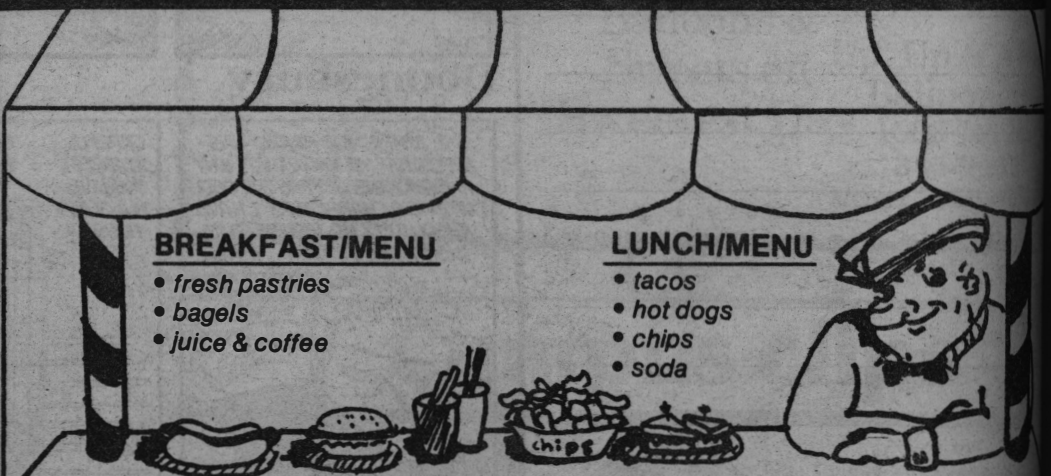 BREAKFAST/MENU
• fresh pastries
• bagels
• juice & coffee
LUNCH/MENU
• tacos
• hot dogs
• chips
• soda
chips